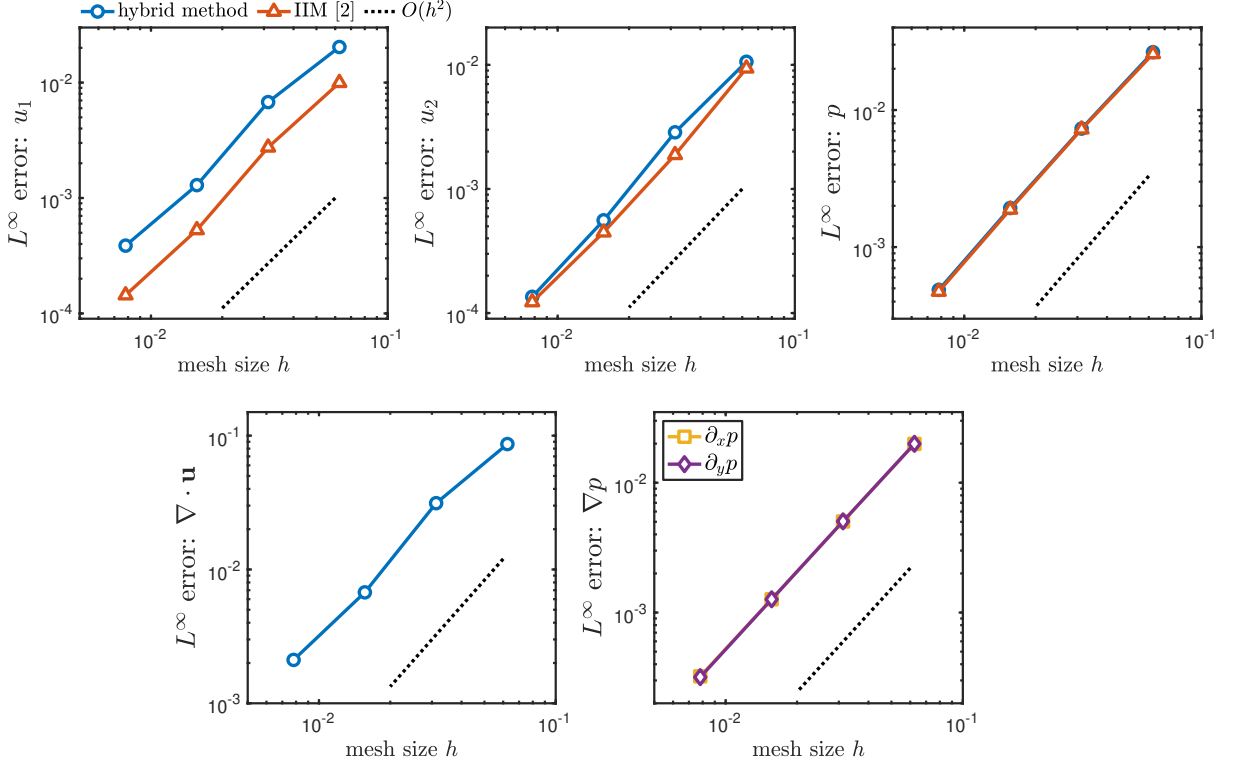 hybrid method IIM [2] O(h²)
L∞ error: u₁
10⁻²
10⁻³
10⁻⁴
10⁻² 10⁻¹
mesh size h
L∞ error: u₂
10⁻²
10⁻³
10⁻⁴
10⁻² 10⁻¹
mesh size h
L∞ error: p
10⁻²
10⁻³
10⁻² 10⁻¹
mesh size h
L∞ error: ∇ · u
10⁻¹
10⁻²
10⁻³
10⁻² 10⁻¹
mesh size h
L∞ error: ∇p
∂ₓp
∂ᵧp
10⁻²
10⁻³
10⁻² 10⁻¹
mesh size h